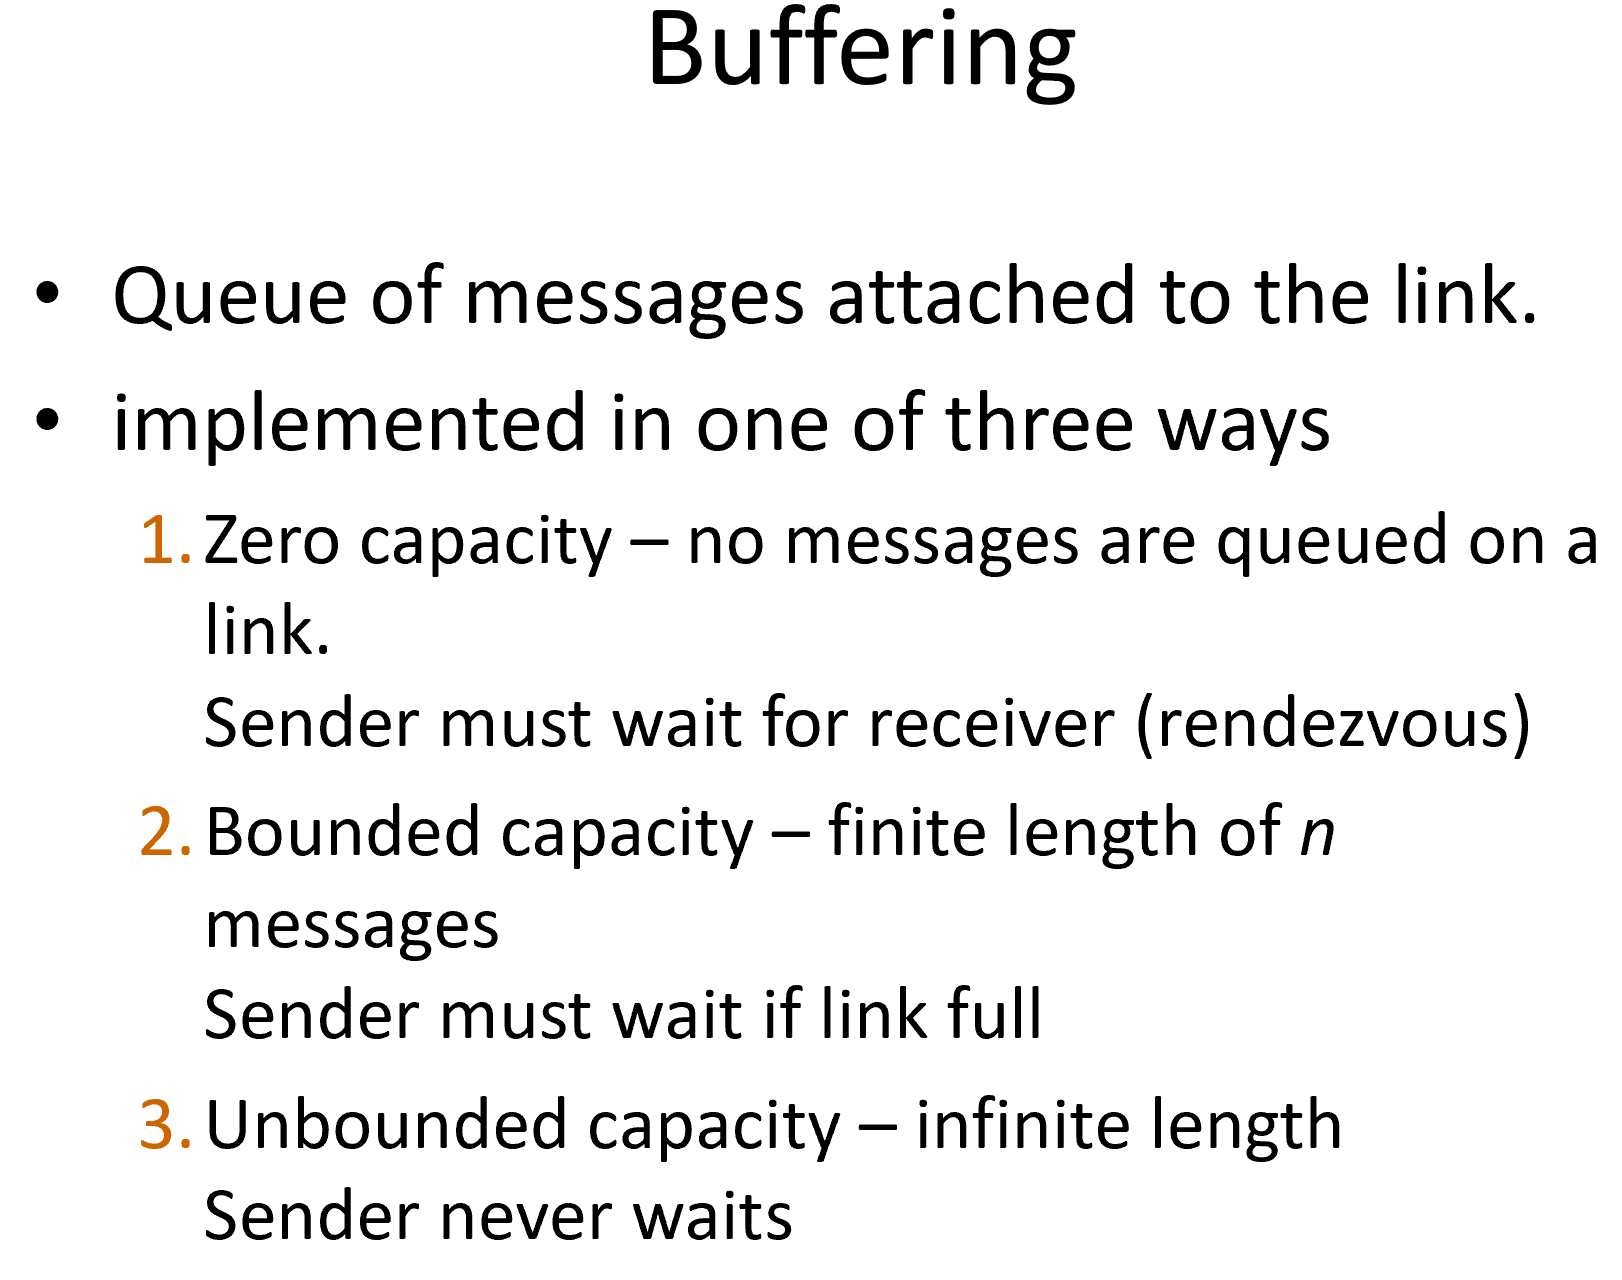 Buffering
• Queue of messages attached to the link.
• implemented in one of three ways
1. Zero capacity – no messages are queued on a
link.
Sender must wait for receiver (rendezvous)
2. Bounded capacity – finite length of n
messages
Sender must wait if link full
3. Unbounded capacity – infinite length
Sender never waits